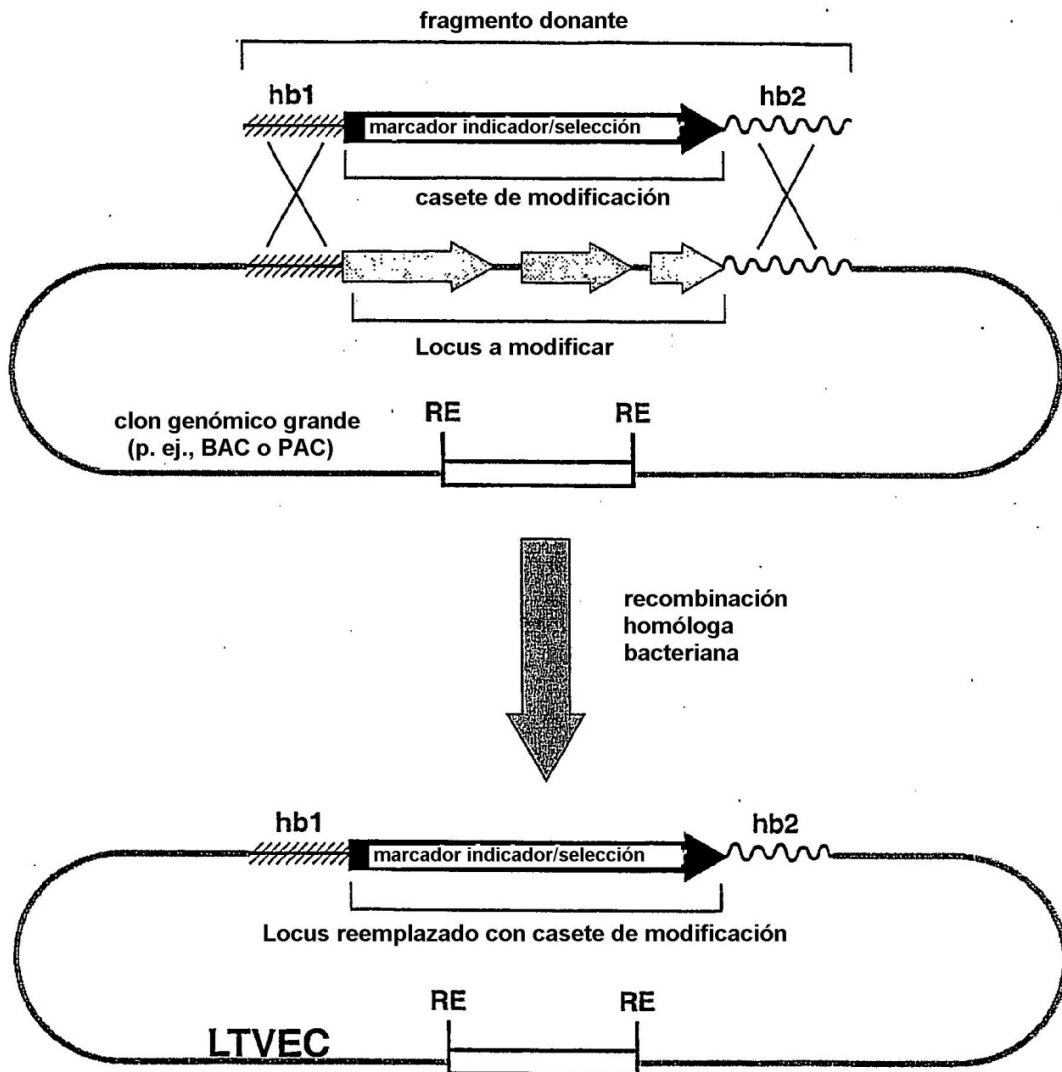 fragmento donante
hb1
hb2
marcador indicador/selección
casete de modificación
Locus a modificar
clon genómico grande
(p. ej., BAC o PAC)
RE
RE
recombinación
homóloga
bacteriana
hb1
hb2
marcador indicador/selección
Locus reemplazado con casete de modificación
RE
RE
LTVEC